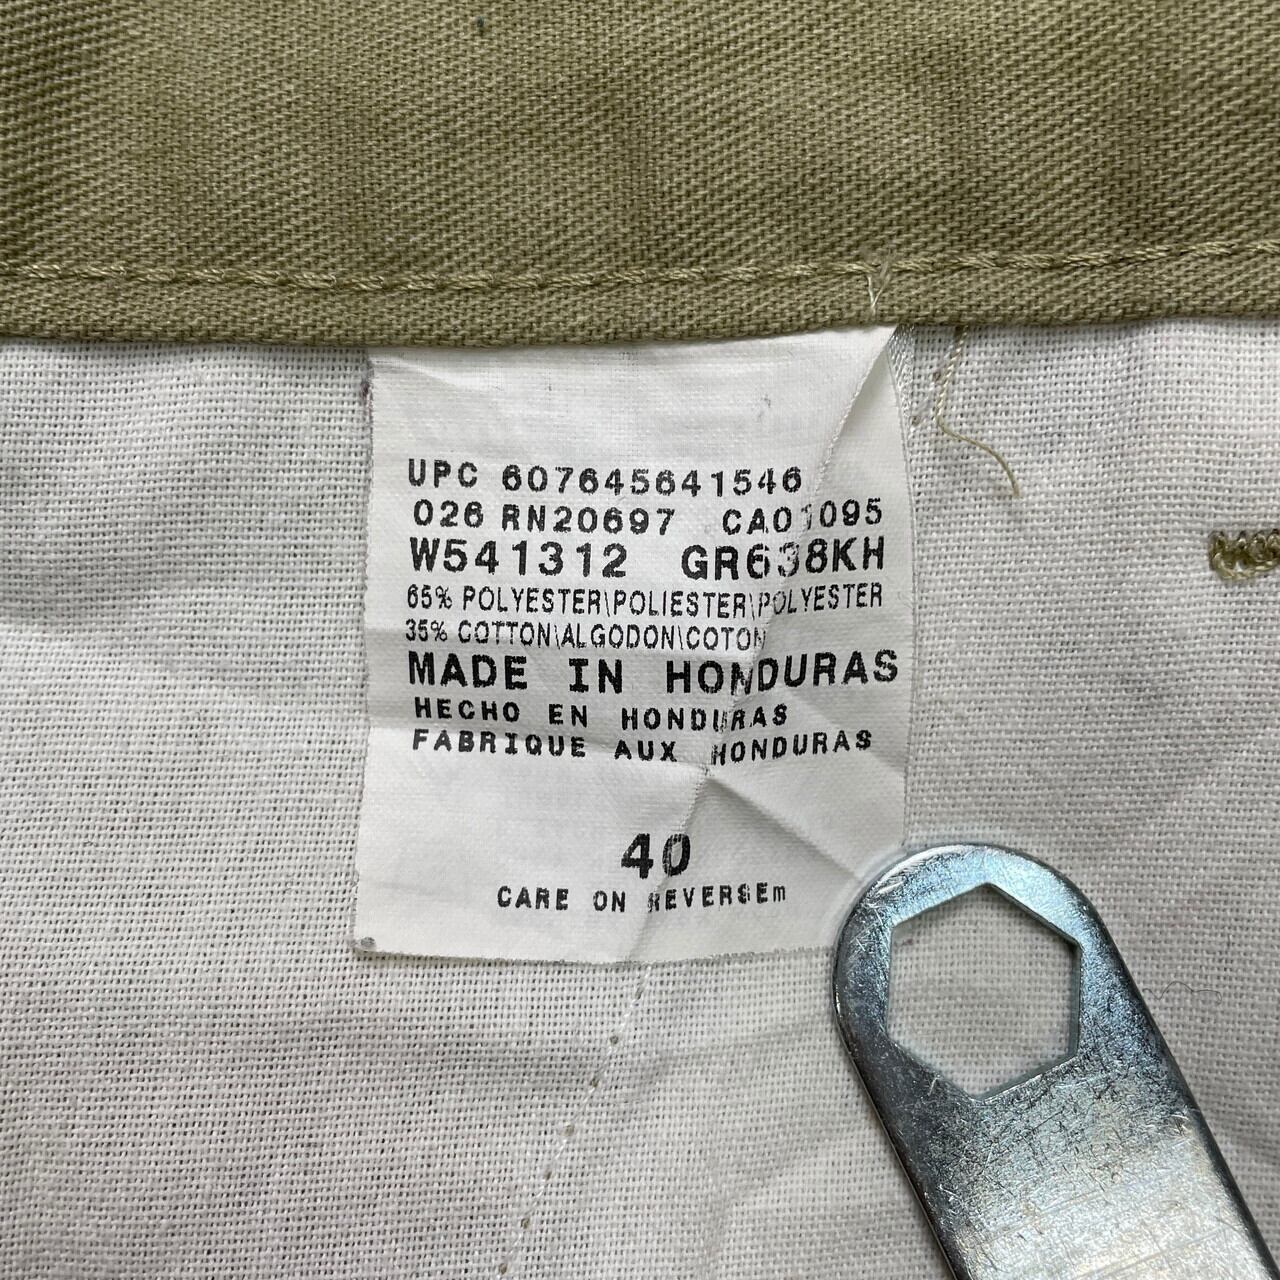 UPC 607645641546
026 RN20697 CA01095
W541312 GR638KH
65% POLYESTER\POLIESTER\POLYESTER
35% COTTON\ALGODON\COTON
MADE IN HONDURAS
HECHO EN HONDURAS
FABRIQUE AUX HONDURAS
40
CARE ON REVERSEm